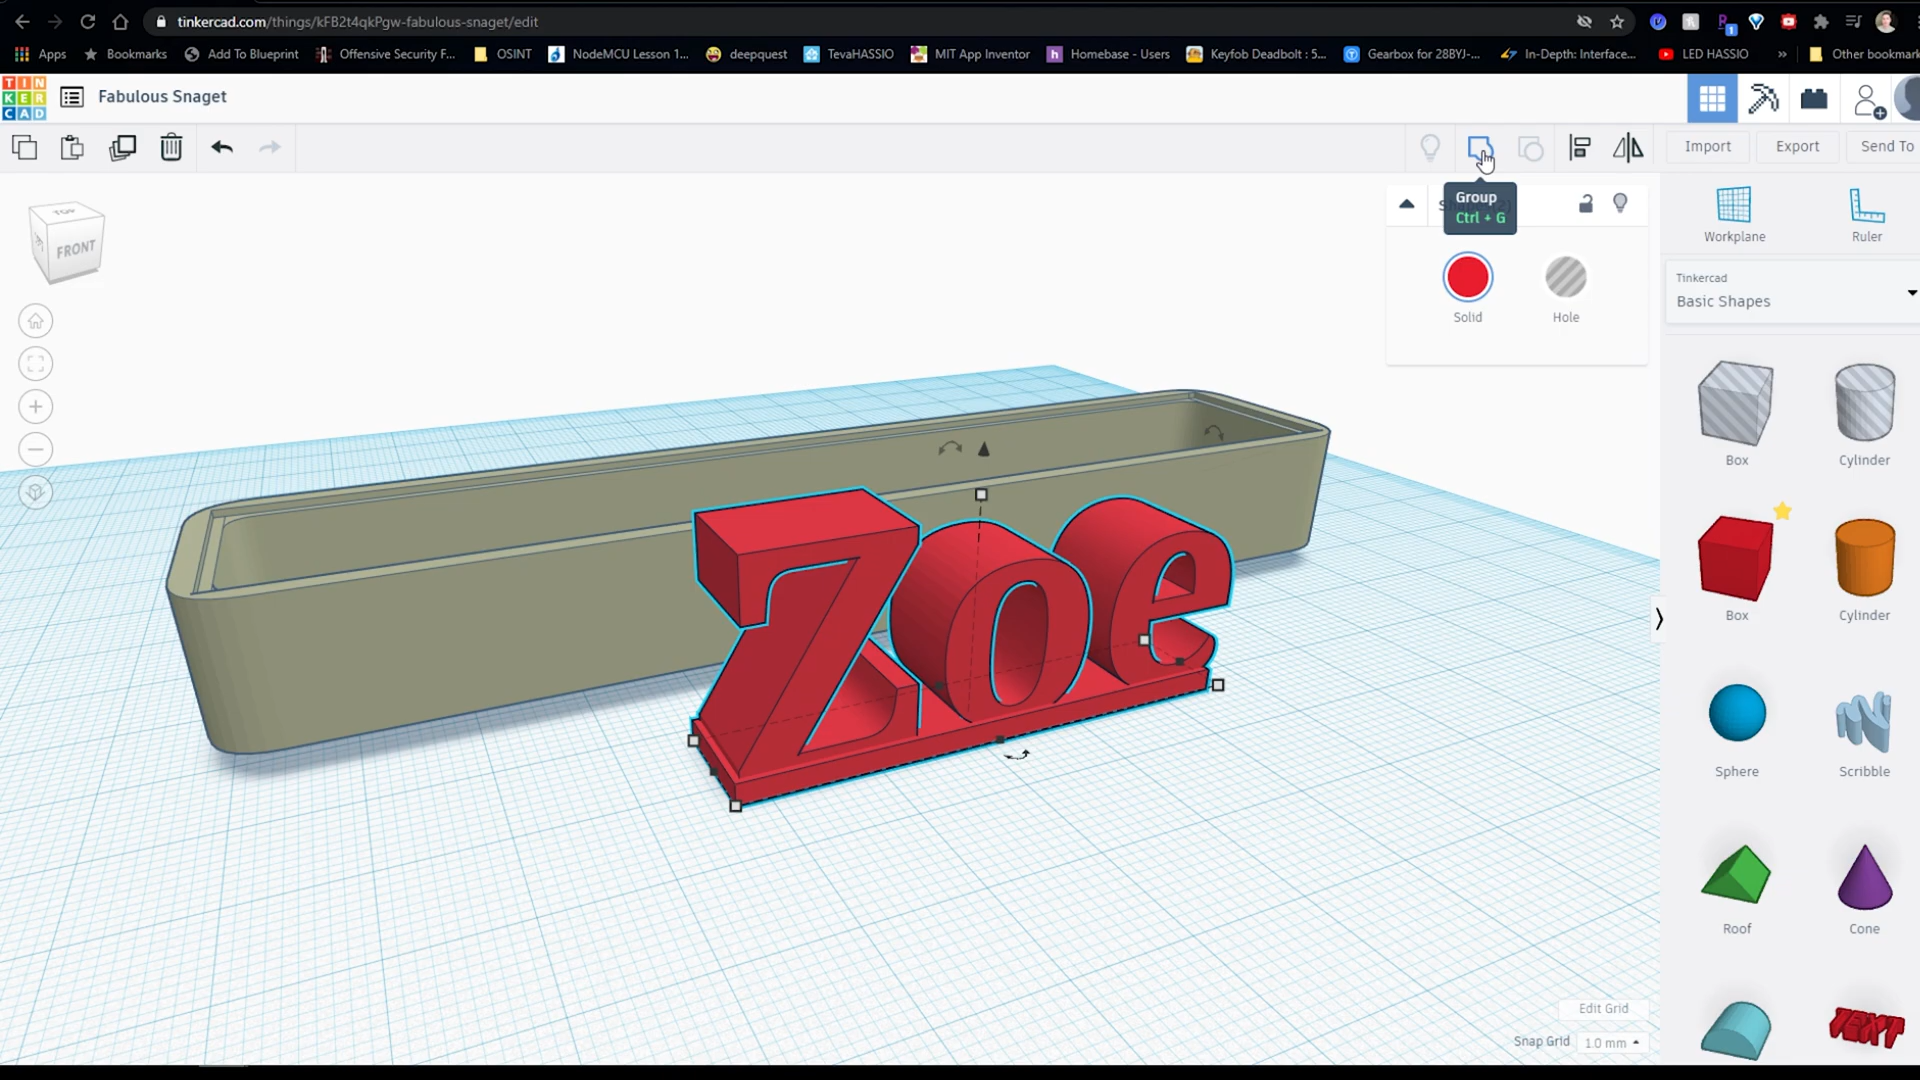 tinkercad.com/things/kFB2t4qkPgw-fabulous-snaget/edit
Apps Bookmarks Add To Blueprint Offensive Security F... OSINT NodeMCU Lesson 1... deepquest TevaHASSIO MIT App Inventor Homebase - Users Keyfob Deadbolt : 5... Gearbox for 28BYJ-... In-Depth: Interface... LED HASSIO » Other bookmark
TIN
KER
CAD
Fabulous Snaget
Import Export Send To
Group
Ctrl + G
Solid Hole
TOP
FRONT
Workplane Ruler
Tinkercad
Basic Shapes
Box Cylinder
Box Cylinder
Sphere Scribble
Roof Cone
TEXT
Zoe
Edit Grid
Snap Grid 1.0 mm